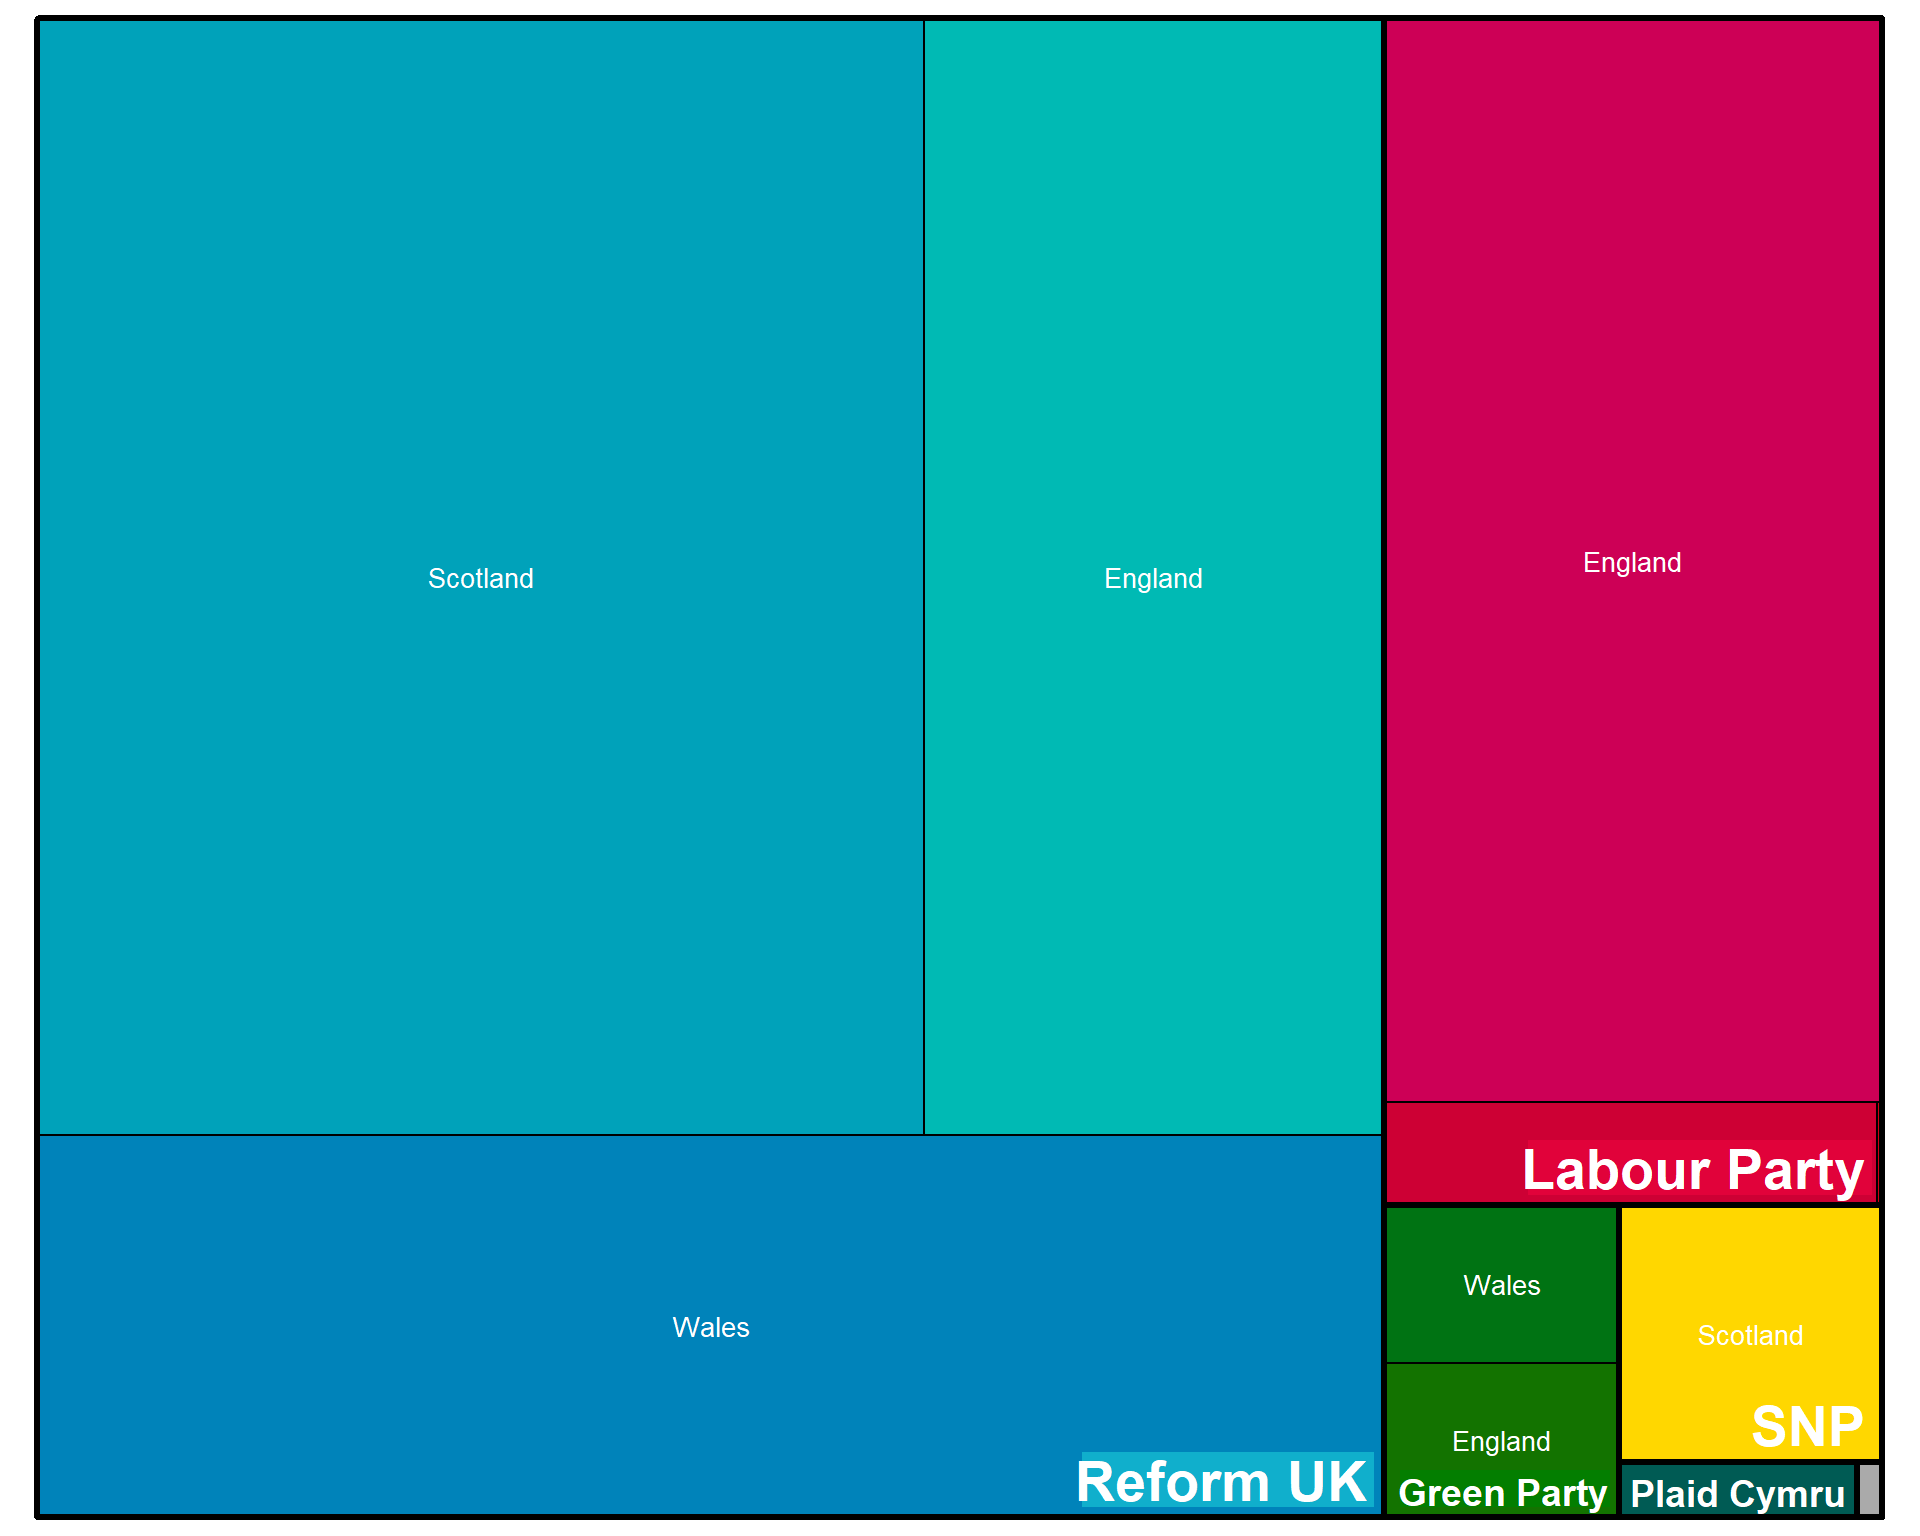 Scotland
England
England
Wales
Reform UK
Labour Party
Wales
England
Green Party
Scotland
SNP
Plaid Cymru